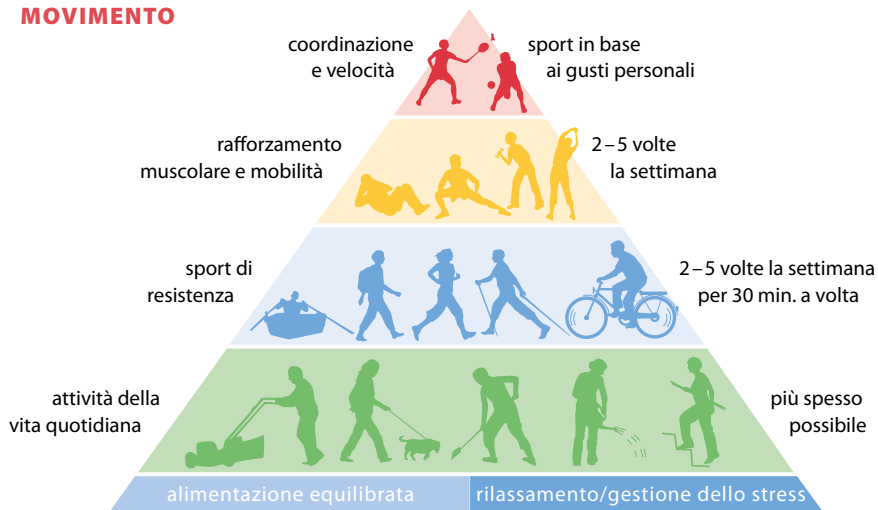 MOVIMENTO
coordinazione
e velocità
sport in base
ai gusti personali
rafforzamento
muscolare e mobilità
2–5 volte
la settimana
sport di
resistenza
2–5 volte la settimana
per 30 min. a volta
attività della
vita quotidiana
più spesso
possibile
alimentazione equilibrata
rilassamento/gestione dello stress